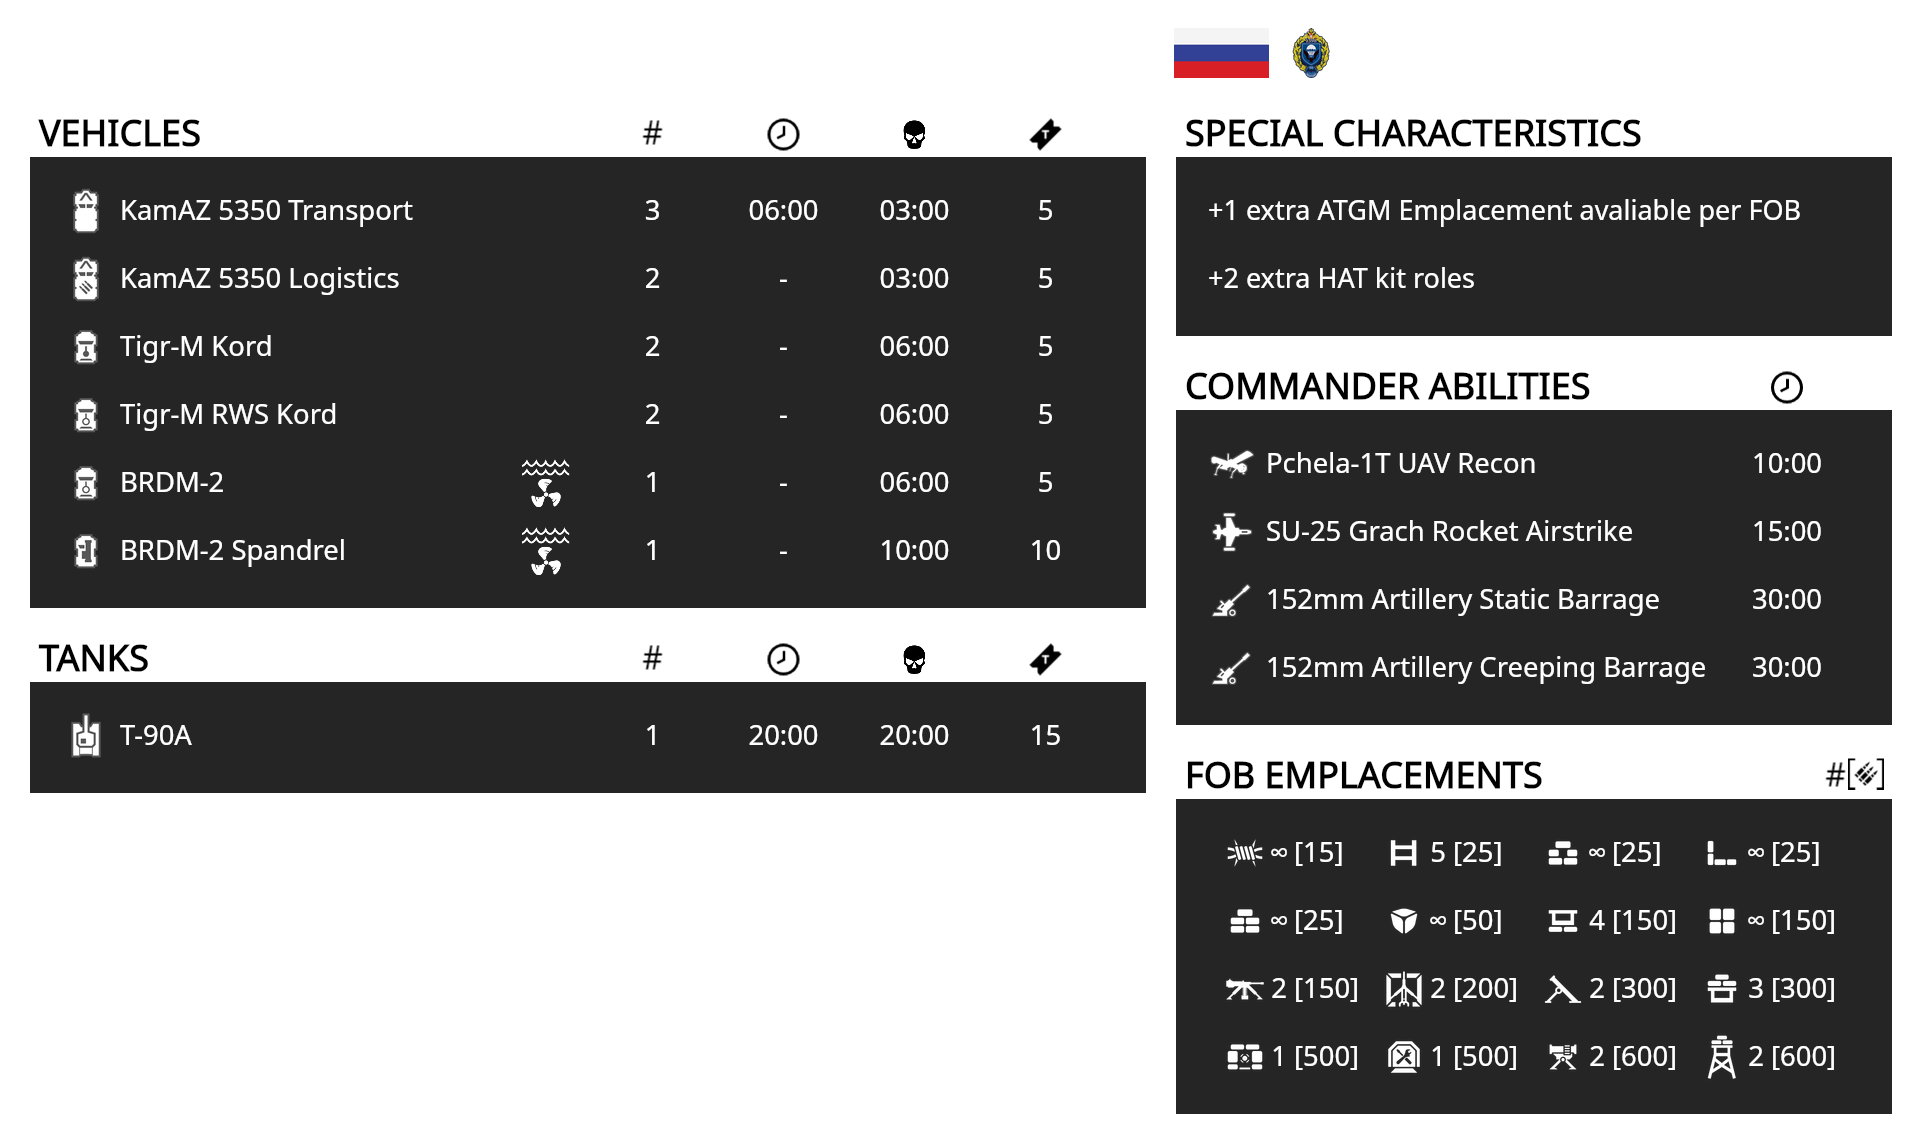 VEHICLES #
KamAZ 5350 Transport 3 06:00 03:00 5
KamAZ 5350 Logistics 2 - 03:00 5
Tigr-M Kord 2 - 06:00 5
Tigr-M RWS Kord 2 - 06:00 5
BRDM-2 1 - 06:00 5
BRDM-2 Spandrel 1 - 10:00 10
TANKS #
T-90A 1 20:00 20:00 15
SPECIAL CHARACTERISTICS
+1 extra ATGM Emplacement avaliable per FOB
+2 extra HAT kit roles
COMMANDER ABILITIES
Pchela-1T UAV Recon 10:00
SU-25 Grach Rocket Airstrike 15:00
152mm Artillery Static Barrage 30:00
152mm Artillery Creeping Barrage 30:00
FOB EMPLACEMENTS #[ ]
∞ [15] 5 [25] ∞ [25] ∞ [25]
∞ [25] ∞ [50] 4 [150] ∞ [150]
2 [150] 2 [200] 2 [300] 3 [300]
1 [500] 1 [500] 2 [600] 2 [600]